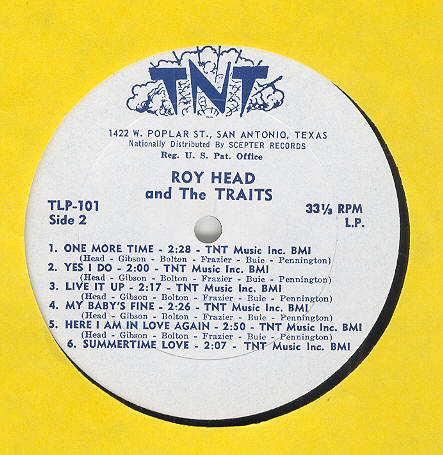 TNT
1422 W. POPLAR ST., SAN ANTONIO, TEXAS
Nationally Distributed By SCEPTER RECORDS
Reg. U. S. Pat. Office
ROY HEAD
and The TRAITS
TLP-101
Side 2
33⅓ RPM
L.P.
1. ONE MORE TIME - 2:28 - TNT Music Inc. BMI
(Head - Gibson - Bolton - Frazier - Buie - Pennington)
2. YES I DO - 2:00 - TNT Music Inc. BMI
(Head - Gibson - Bolton - Frazier - Buie - Pennington)
3. LIVE IT UP - 2:17 - TNT Music Inc. BMI
(Head - Gibson - Bolton - Frazier - Buie - Pennington)
4. MY BABY'S FINE - 2:26 - TNT Music Inc. BMI
(Head - Gibson - Bolton - Frazier - Buie - Pennington)
5. HERE I AM IN LOVE AGAIN - 2:50 - TNT Music Inc. BMI
(Head - Gibson - Bolton - Frazier - Buie - Pennington)
6. SUMMERTIME LOVE - 2:07 - TNT Music Inc. BMI